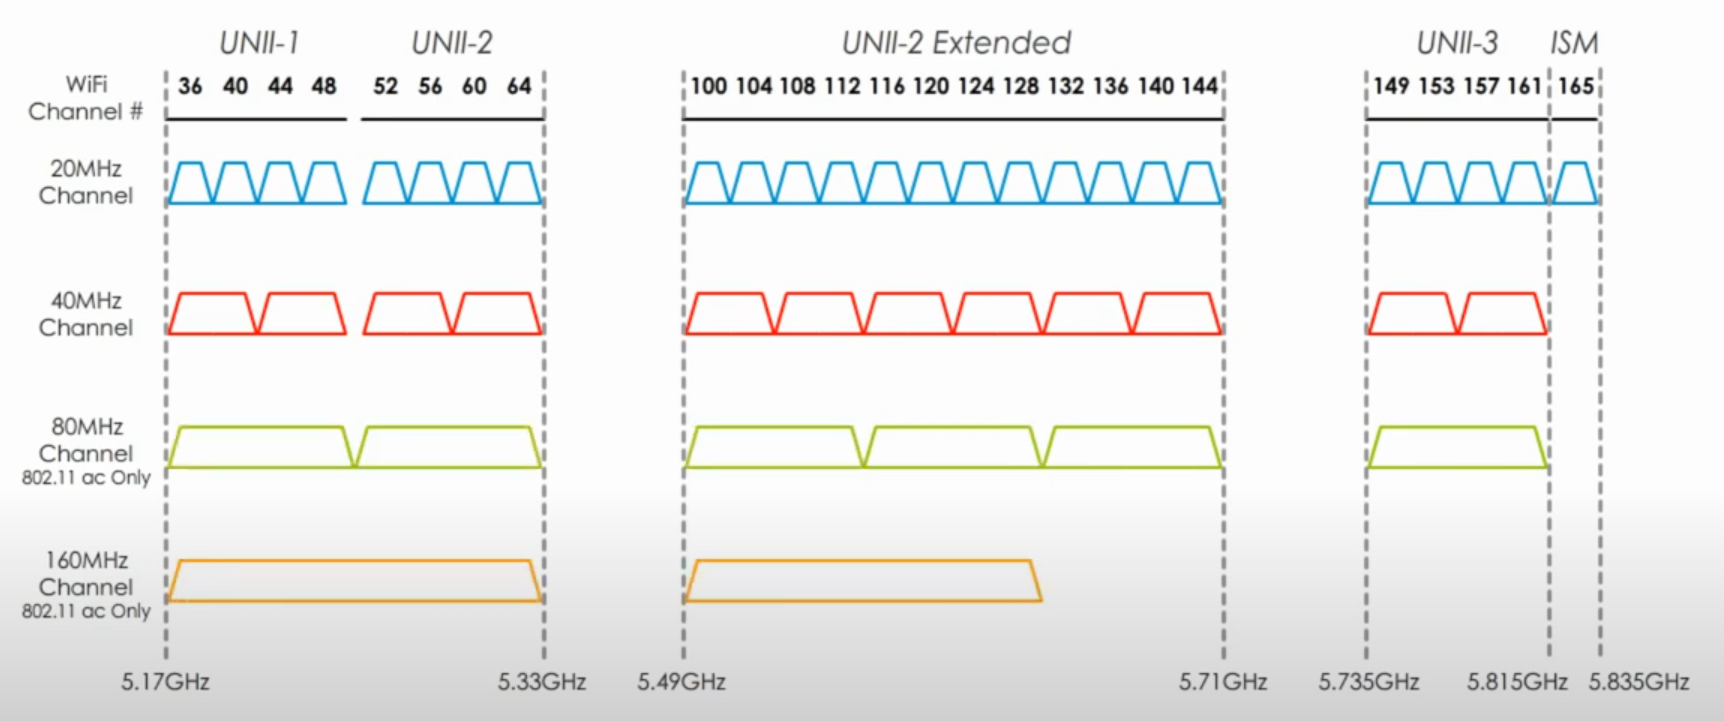 UNII-1 UNII-2 UNII-2 Extended UNII-3 ISM
WiFi
Channel #
36 40 44 48 52 56 60 64 100 104 108 112 116 120 124 128 132 136 140 144 149 153 157 161 165
20MHz
Channel
40MHz
Channel
80MHz
Channel
802.11 ac Only
160MHz
Channel
802.11 ac Only
5.17GHz 5.33GHz 5.49GHz 5.71GHz 5.735GHz 5.815GHz 5.835GHz